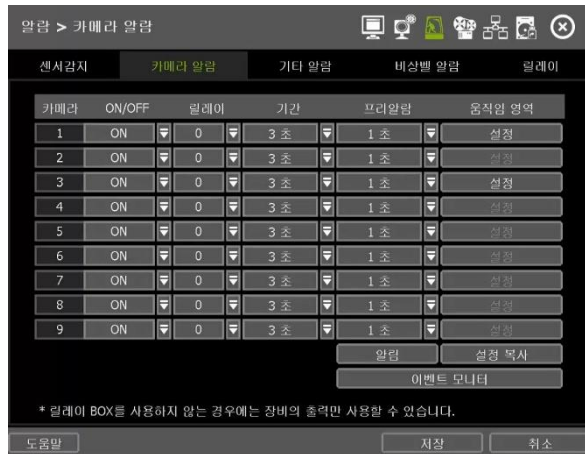 알람 > 카메라 알람
센서감지 카메라 알람 기타 알람 비상벨 알람 릴레이
카메라 ON/OFF 릴레이 기간 프리알람 움직임 영역
1 ON 0 3 초 1 초 설정
2 ON 0 3 초 1 초 설정
3 ON 0 3 초 1 초 설정
4 ON 0 3 초 1 초 설정
5 ON 0 3 초 1 초 설정
6 ON 0 3 초 1 초 설정
7 ON 0 3 초 1 초 설정
8 ON 0 3 초 1 초 설정
9 ON 0 3 초 1 초 설정
알림 설정 복사
이벤트 모니터
* 릴레이 BOX를 사용하지 않는 경우에는 장비의 출력만 사용할 수 있습니다.
도움말 저장 취소